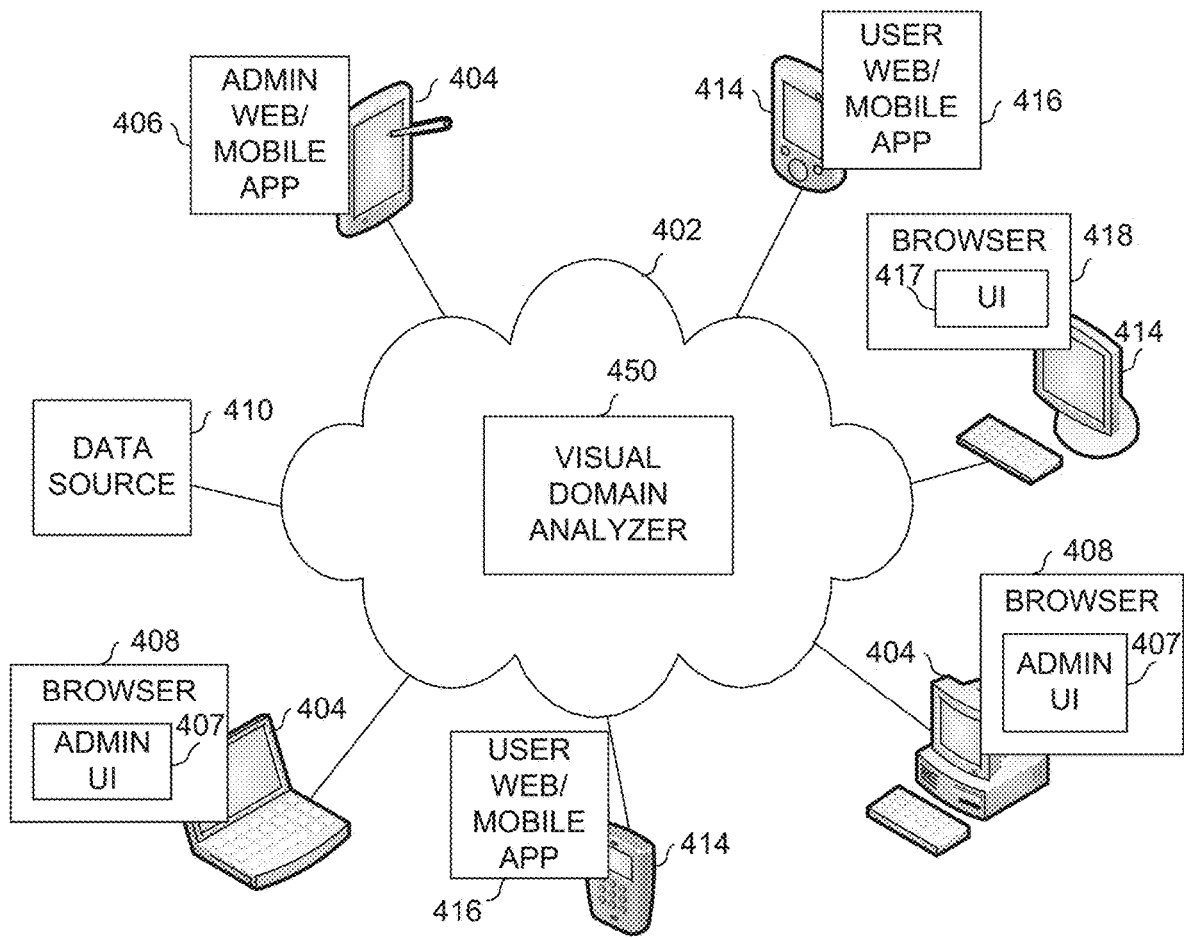 ADMIN
WEB/
MOBILE
APP
406
404
USER
WEB/
MOBILE
APP
414
416
402
BROWSER
418
417
UI
414
DATA
SOURCE
410
450
VISUAL
DOMAIN
ANALYZER
408
BROWSER
ADMIN
UI
407
404
408
BROWSER
ADMIN
UI
407
404
USER
WEB/
MOBILE
APP
416
414